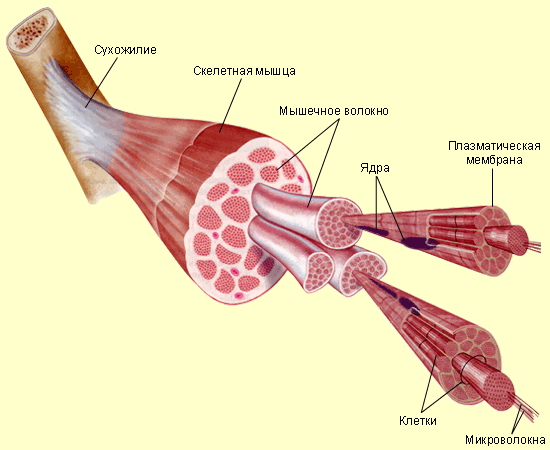 Сухожилие
Скелетная мышца
Мышечное волокно
Ядра
Плазматическая
мембрана
Клетки
Микроволокна